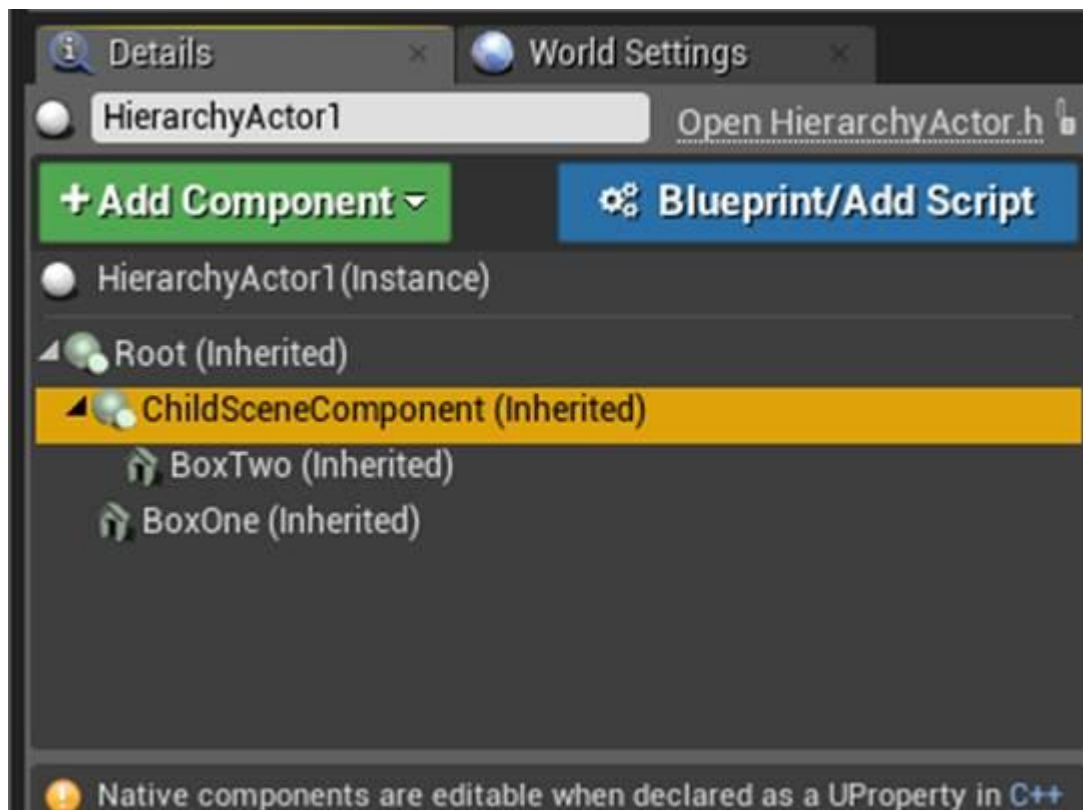 Details World Settings
HierarchyActor1 Open HierarchyActor.h
+Add Component Blueprint/Add Script
HierarchyActor1(Instance)
Root (Inherited)
ChildSceneComponent (Inherited)
BoxTwo (Inherited)
BoxOne (Inherited)
Native components are editable when declared as a UProperty in C++